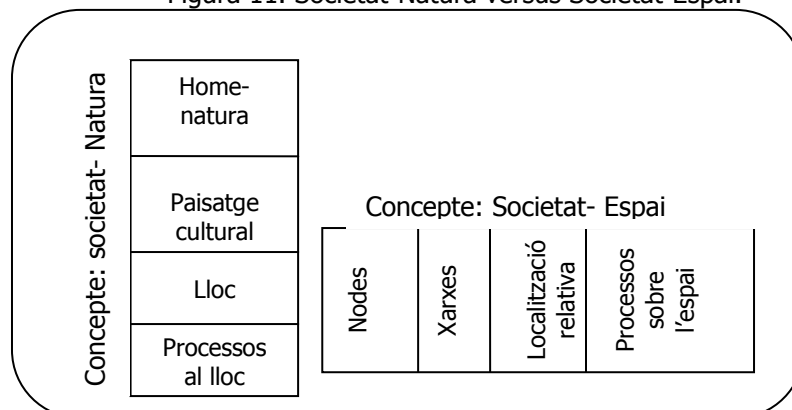 Figura 11. Societat-Natura versus Societat-Espai.
Concepte: societat- Natura
Home-
natura
Paisatge
cultural
Lloc
Processos
al lloc
Concepte: Societat- Espai
Nodes
Xarxes
Localització
relativa
Processos
sobre
l'espai